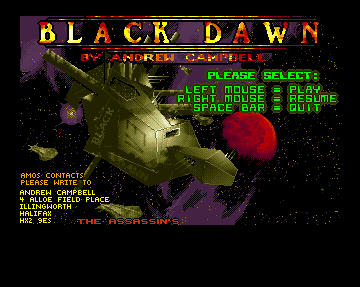 BLACK DAWN
BY ANDREW CAMPBELL
PLEASE SELECT:
LEFT MOUSE = PLAY
RIGHT MOUSE = RESUME
SPACE BAR = QUIT
AMOS CONTACTS
PLEASE WRITE TO
ANDREW CAMPBELL
4 ALLOE FIELD PLACE
ILLINGWORTH
HALIFAX
HX2 9ES
THE ASSASSIN'S